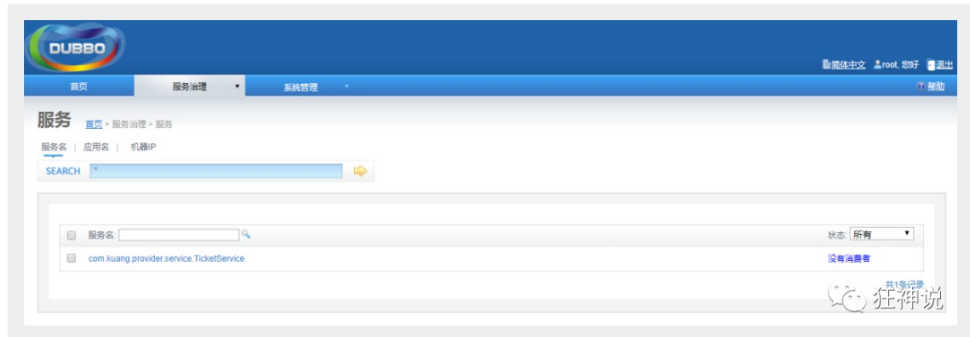 DUBBO
简体中文 root, 您好 退出
首页 服务治理 系统管理 帮助
服务 首页 > 服务治理 > 服务
服务名 | 应用名 | 机器IP
SEARCH *
服务名: 状态: 所有
com.kuang.provider.service.TicketService 没有消费者
共1条记录
狂神说